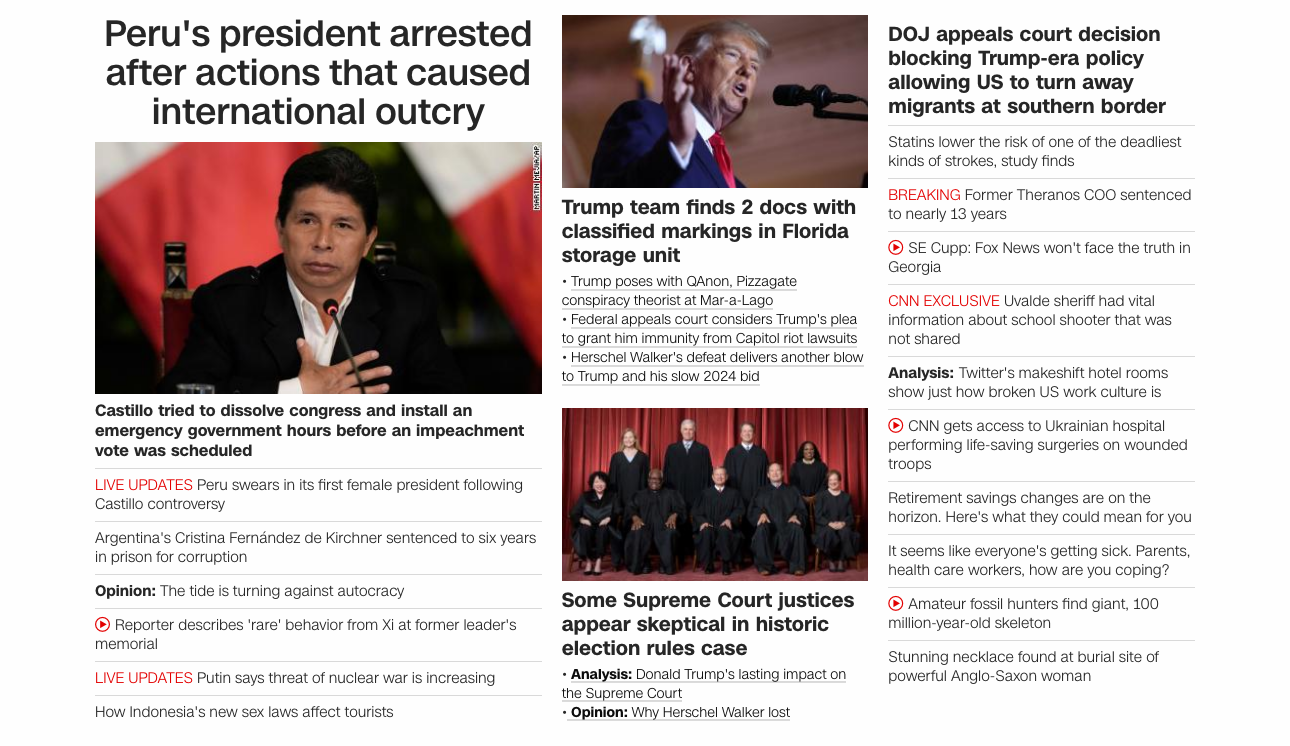 Peru's president arrested
after actions that caused
international outcry
MARTIN MEJIA/AP
Castillo tried to dissolve congress and install an
emergency government hours before an impeachment
vote was scheduled
LIVE UPDATES Peru swears in its first female president following
Castillo controversy
Argentina's Cristina Fernández de Kirchner sentenced to six years
in prison for corruption
Opinion: The tide is turning against autocracy
Reporter describes 'rare' behavior from Xi at former leader's
memorial
LIVE UPDATES Putin says threat of nuclear war is increasing
How Indonesia's new sex laws affect tourists
Trump team finds 2 docs with
classified markings in Florida
storage unit
• Trump poses with QAnon, Pizzagate
conspiracy theorist at Mar-a-Lago
• Federal appeals court considers Trump's plea
to grant him immunity from Capitol riot lawsuits
• Herschel Walker's defeat delivers another blow
to Trump and his slow 2024 bid
Some Supreme Court justices
appear skeptical in historic
election rules case
• Analysis: Donald Trump's lasting impact on
the Supreme Court
• Opinion: Why Herschel Walker lost
DOJ appeals court decision
blocking Trump-era policy
allowing US to turn away
migrants at southern border
Statins lower the risk of one of the deadliest
kinds of strokes, study finds
BREAKING Former Theranos COO sentenced
to nearly 13 years
SE Cupp: Fox News won't face the truth in
Georgia
CNN EXCLUSIVE Uvalde sheriff had vital
information about school shooter that was
not shared
Analysis: Twitter's makeshift hotel rooms
show just how broken US work culture is
CNN gets access to Ukrainian hospital
performing life-saving surgeries on wounded
troops
Retirement savings changes are on the
horizon. Here's what they could mean for you
It seems like everyone's getting sick. Parents,
health care workers, how are you coping?
Amateur fossil hunters find giant, 100
million-year-old skeleton
Stunning necklace found at burial site of
powerful Anglo-Saxon woman